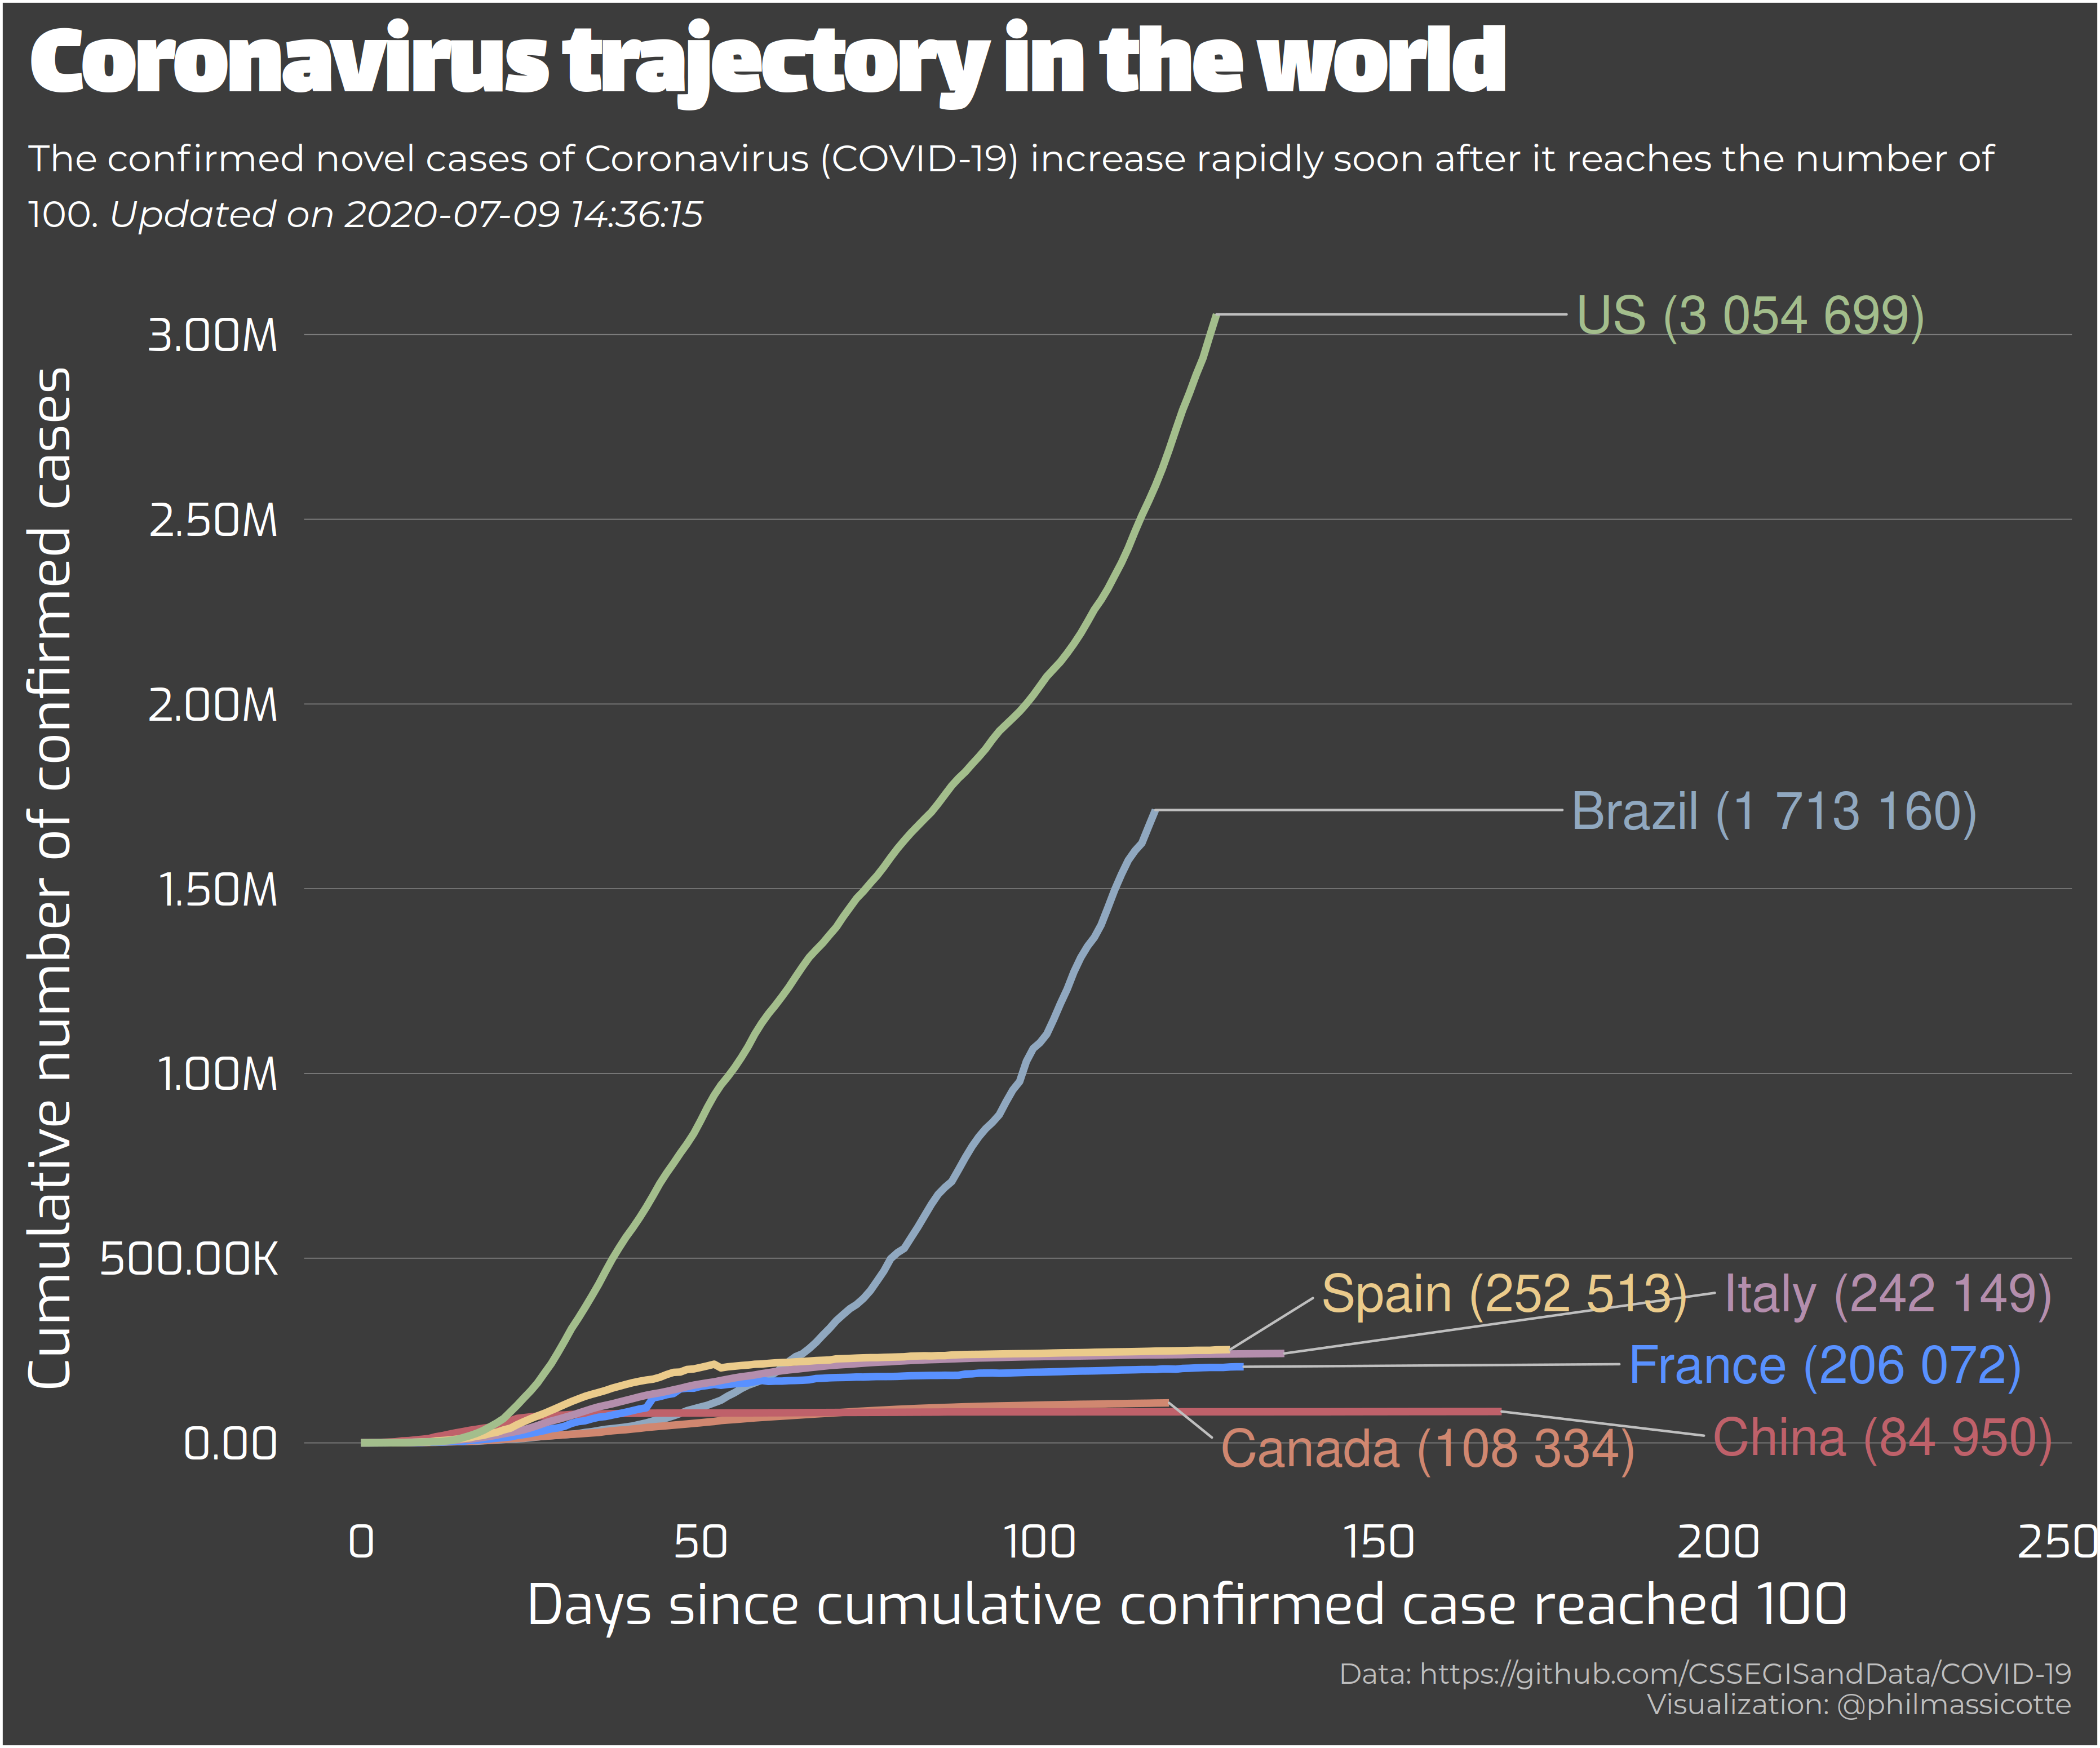 Coronavirus trajectory in the world
The confirmed novel cases of Coronavirus (COVID-19) increase rapidly soon after it reaches the number of
100. Updated on 2020-07-09 14:36:15
Cumulative number of confirmed cases
3.00M
2.50M
2.00M
1.50M
1.00M
500.00K
0.00
US (3 054 699)
Brazil (1 713 160)
Spain (252 513)
Italy (242 149)
France (206 072)
Canada (108 334)
China (84 950)
0
50
100
150
200
250
Days since cumulative confirmed case reached 100
Data: https://github.com/CSSEGISandData/COVID-19
Visualization: @philmassicotte